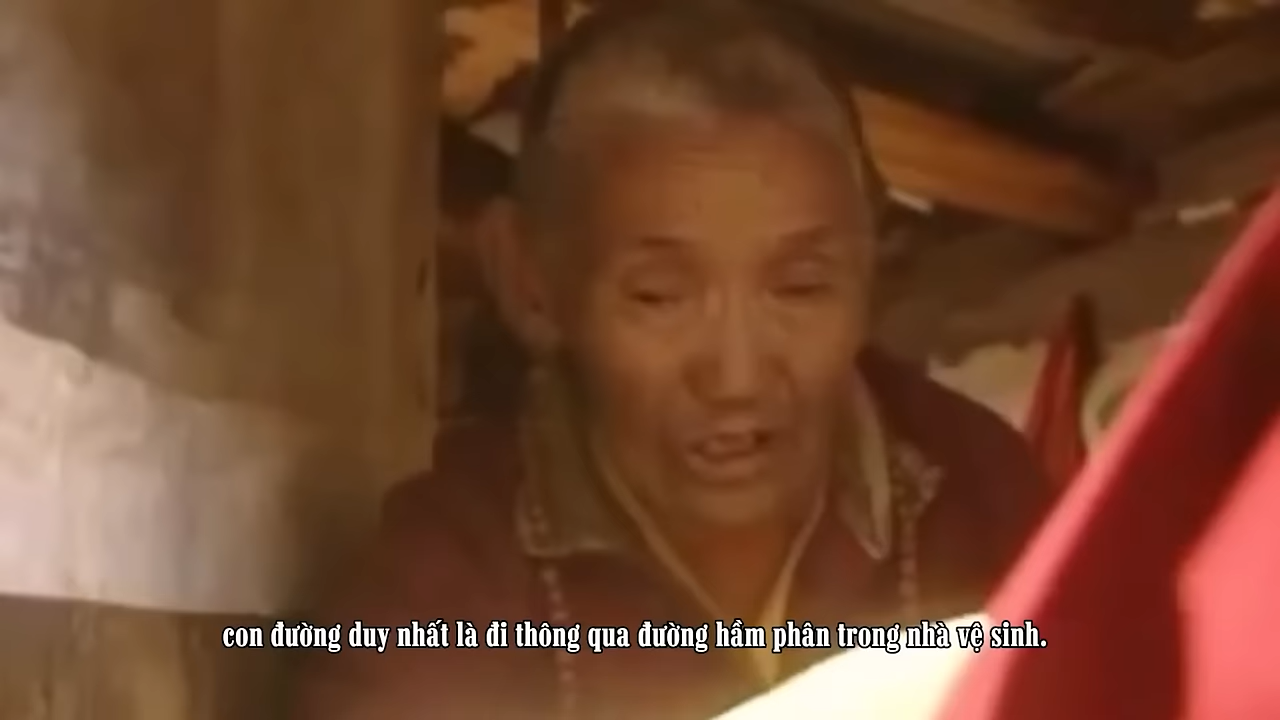 con đường duy nhất là đi thông qua đường hầm phân trong nhà vệ sinh.